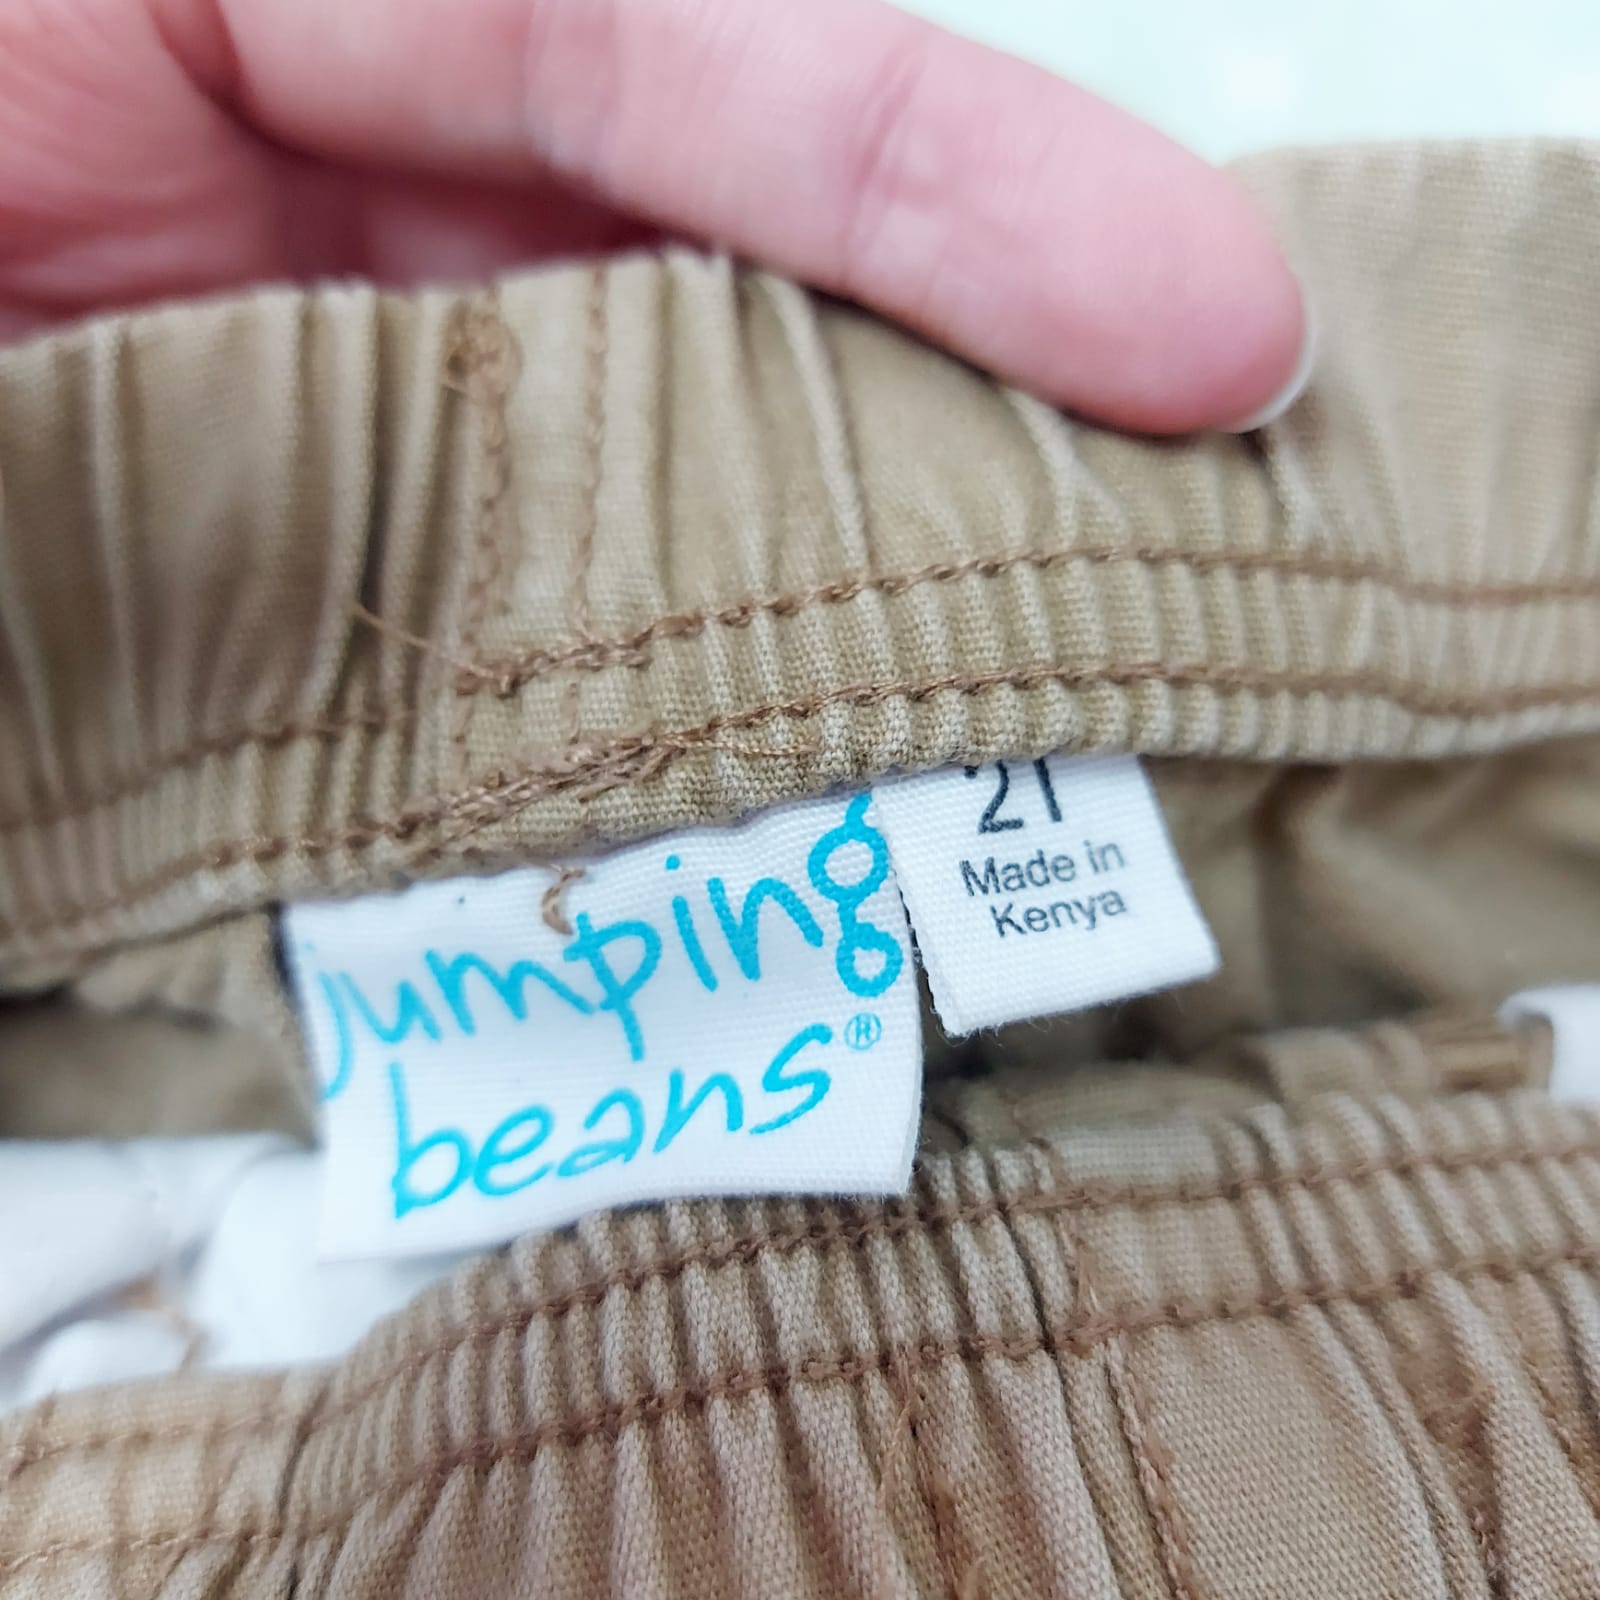 jumping
beans®
2T
Made in
Kenya